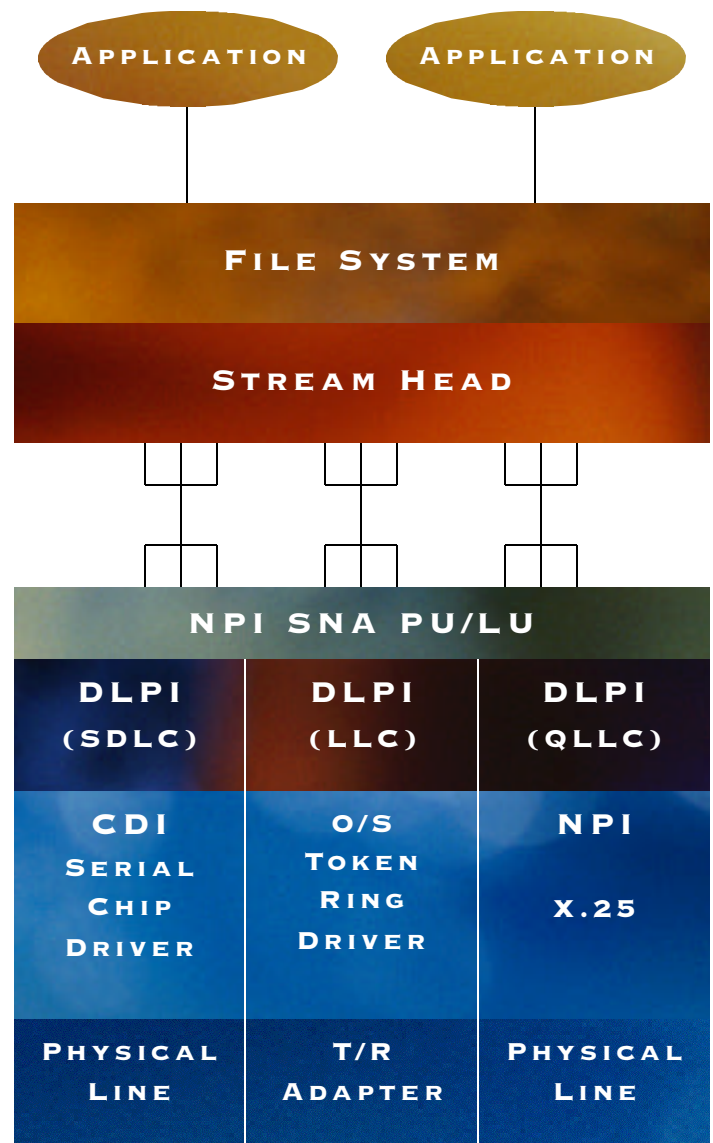 APPLICATION
APPLICATION
FILE SYSTEM
STREAM HEAD
NPI SNA PU/LU
DLPI
(SDLC)
DLPI
(LLC)
DLPI
(QLLC)
CDI
SERIAL
CHIP
DRIVER
O/S
TOKEN
RING
DRIVER
NPI
X.25
PHYSICAL
LINE
T/R
ADAPTER
PHYSICAL
LINE